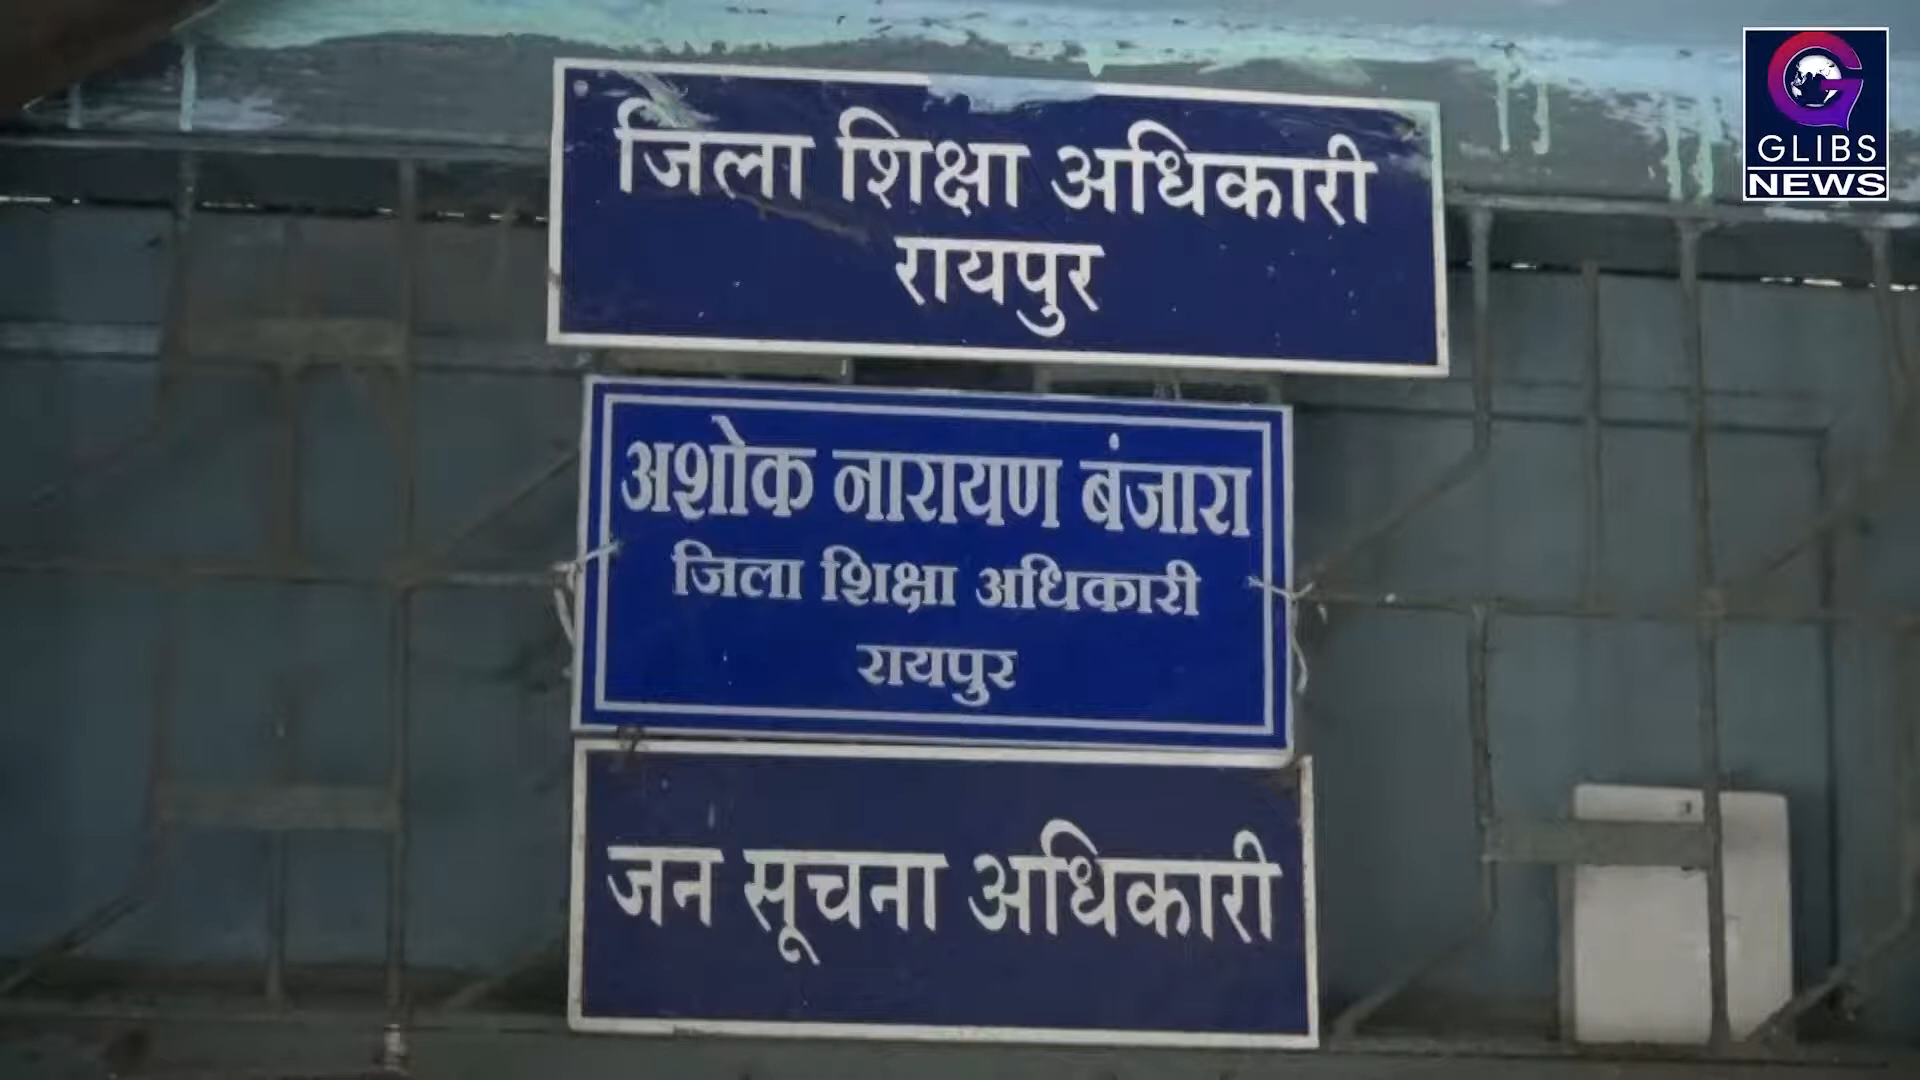 जिला शिक्षा अधिकारी
रायपुर
अशोक नारायण बंजारा
जिला शिक्षा अधिकारी
रायपुर
जन सूचना अधिकारी
GLIBS
NEWS